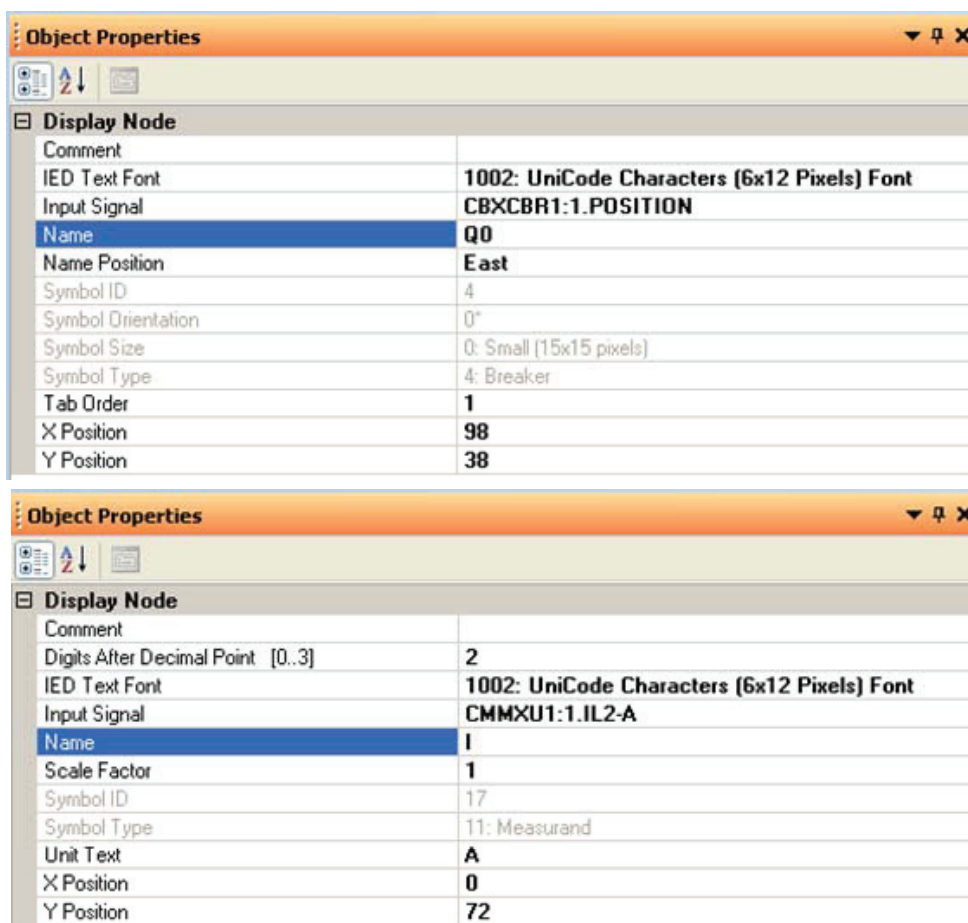 Object Properties
Display Node
Comment
IED Text Font 1002: UniCode Characters (6x12 Pixels) Font
Input Signal CBXCBR1:1.POSITION
Name Q0
Name Position East
Symbol ID 4
Symbol Orientation 0°
Symbol Size 0: Small (15x15 pixels)
Symbol Type 4: Breaker
Tab Order 1
X Position 98
Y Position 38
Object Properties
Display Node
Comment
Digits After Decimal Point [0..3] 2
IED Text Font 1002: UniCode Characters (6x12 Pixels) Font
Input Signal CMMXU1:1.IL2-A
Name I
Scale Factor 1
Symbol ID 17
Symbol Type 11: Measurand
Unit Text A
X Position 0
Y Position 72